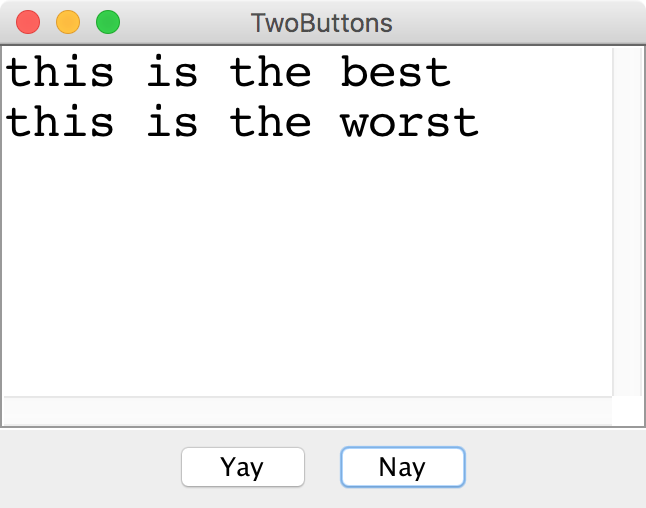 TwoButtons
this is the best
this is the worst
Yay
Nay